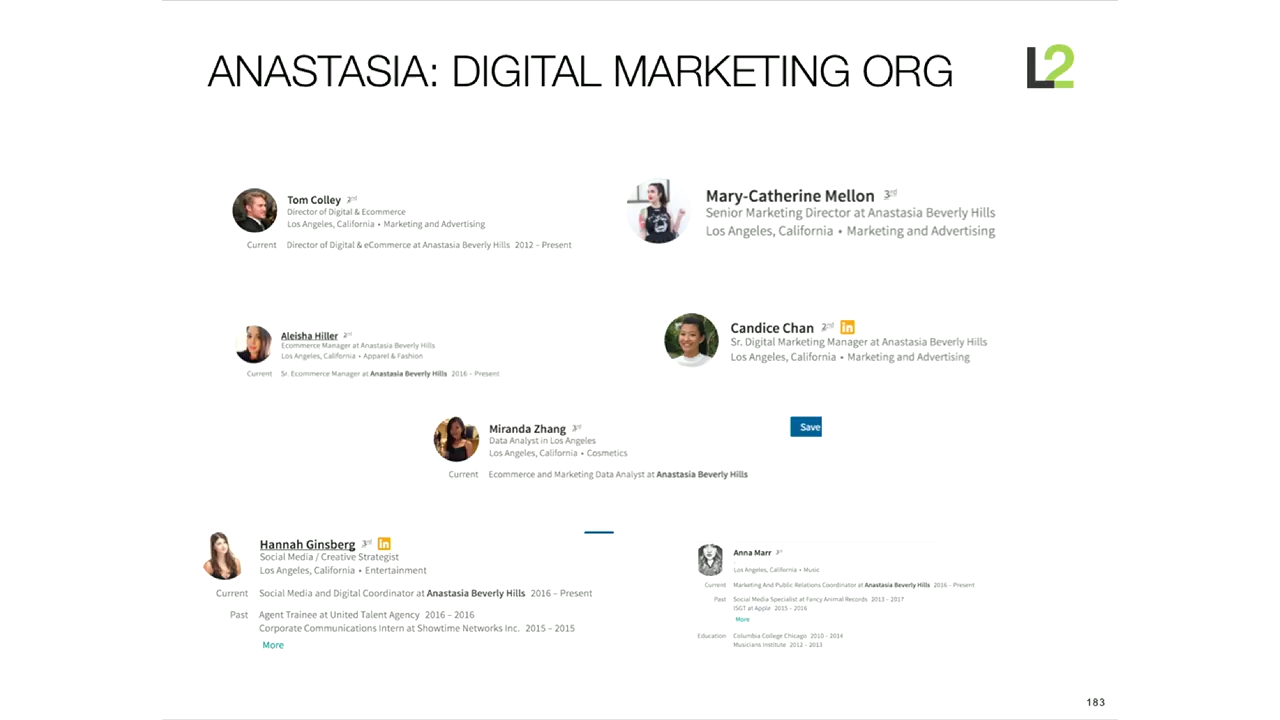 ANASTASIA: DIGITAL MARKETING ORG
L2
Tom Colley 2nd
Director of Digital & Ecommerce
Los Angeles, California • Marketing and Advertising
Current Director of Digital & eCommerce at Anastasia Beverly Hills 2012 – Present
Mary-Catherine Mellon 3rd
Senior Marketing Director at Anastasia Beverly Hills
Los Angeles, California • Marketing and Advertising
Aleisha Hiller 2nd
Ecommerce Manager at Anastasia Beverly Hills
Los Angeles, California • Apparel & Fashion
Current Sr. Ecommerce Manager at Anastasia Beverly Hills 2016 – Present
Candice Chan 2nd in
Sr. Digital Marketing Manager at Anastasia Beverly Hills
Los Angeles, California • Marketing and Advertising
Miranda Zhang 3rd
Data Analyst in Los Angeles
Los Angeles, California • Cosmetics
Current Ecommerce and Marketing Data Analyst at Anastasia Beverly Hills
Save
Hannah Ginsberg 3rd in
Social Media / Creative Strategist
Los Angeles, California • Entertainment
Current Social Media and Digital Coordinator at Anastasia Beverly Hills 2016 – Present
Past Agent Trainee at United Talent Agency 2016 – 2016
Corporate Communications Intern at Showtime Networks Inc. 2015 – 2015
More
Anna Marr 3rd
Los Angeles, California • Music
Current Marketing And Public Relations Coordinator at Anastasia Beverly Hills 2016 – Present
Past Social Media Specialist at Fancy Animal Records 2013 – 2017
ISGT at Apple 2015 – 2016
More
Education Columbia College Chicago 2010 – 2014
Musicians Institute 2012 – 2013
183